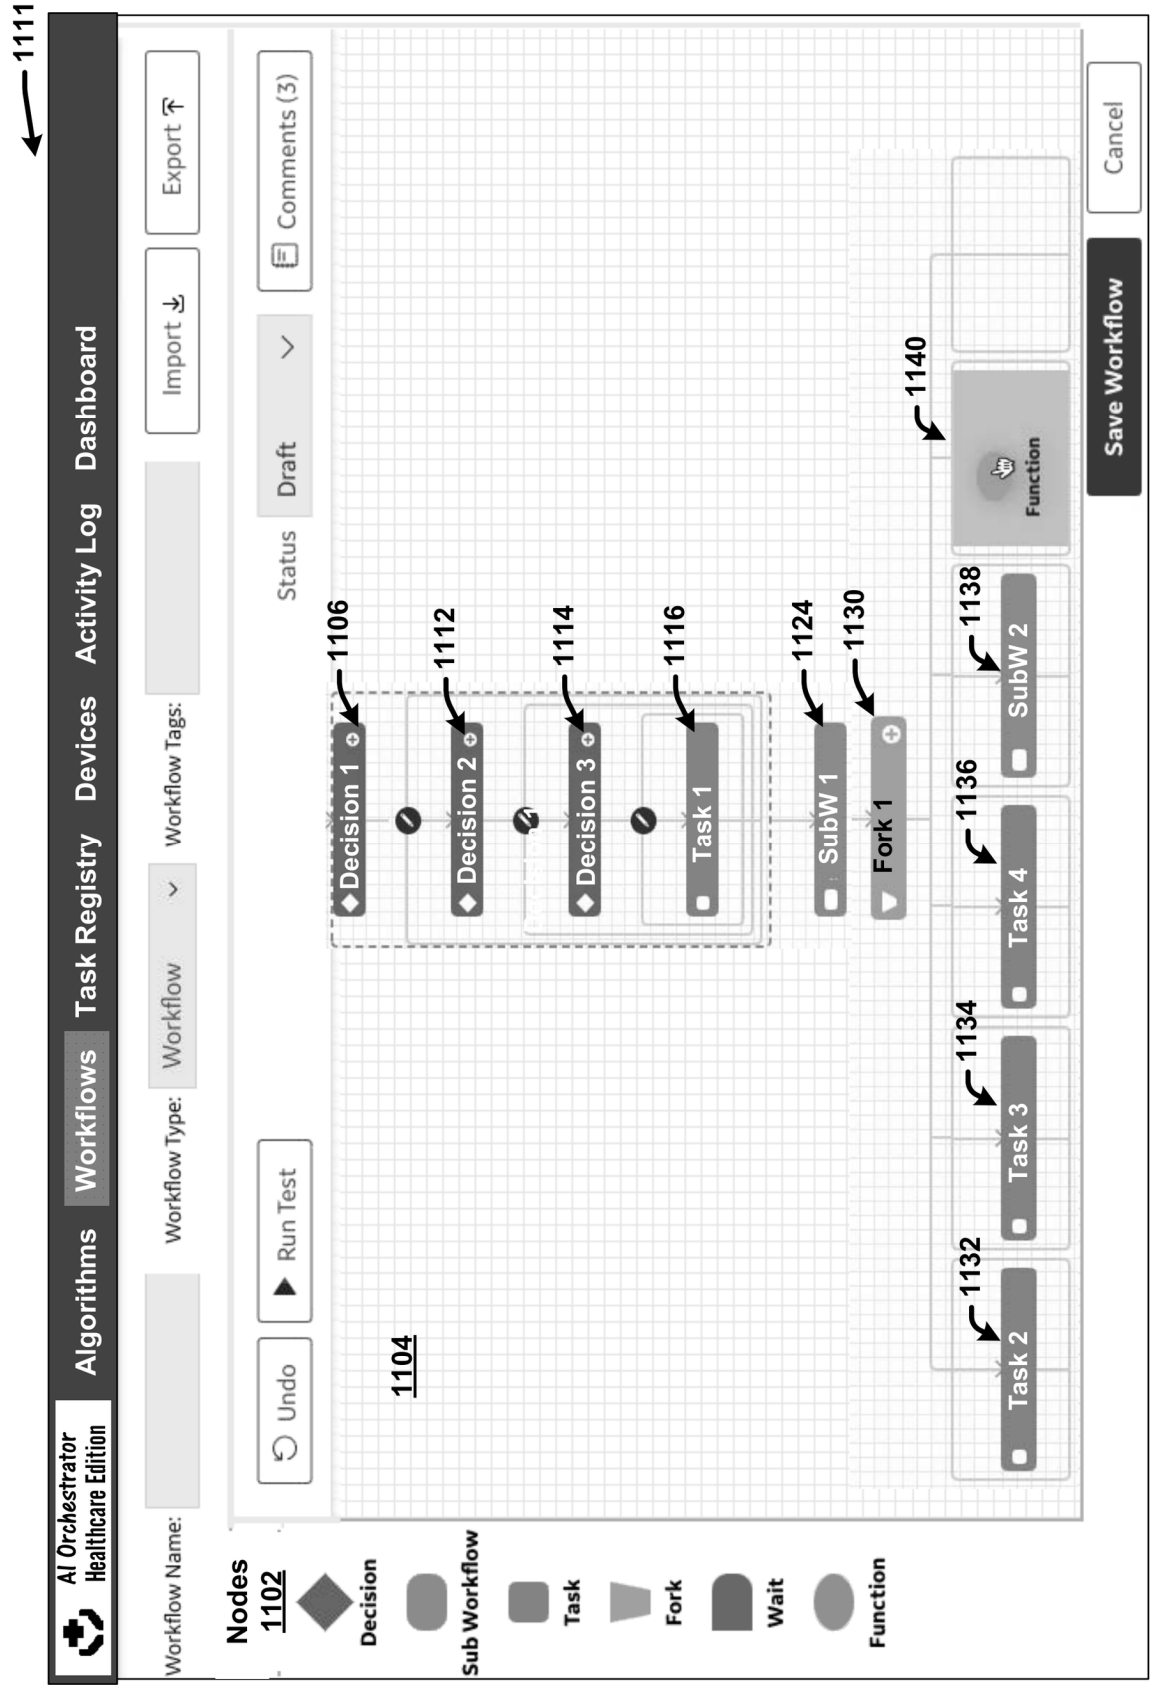 1111
AI Orchestrator
Healthcare Edition
Algorithms Workflows Task Registry Devices Activity Log Dashboard
Workflow Name: Workflow Type: Workflow Workflow Tags: Import Export
Nodes
1102
Undo Run Test Status Draft Comments (3)
Decision
Sub Workflow
Task
Fork
Wait
Function
1104
1106
Decision 1
1112
Decision 2
1114
Decision 3
1116
Task 1
1124
SubW 1
1130
Fork 1
1132
Task 2
1134
Task 3
1136
Task 4
1138
SubW 2
1140
Function
Save Workflow Cancel